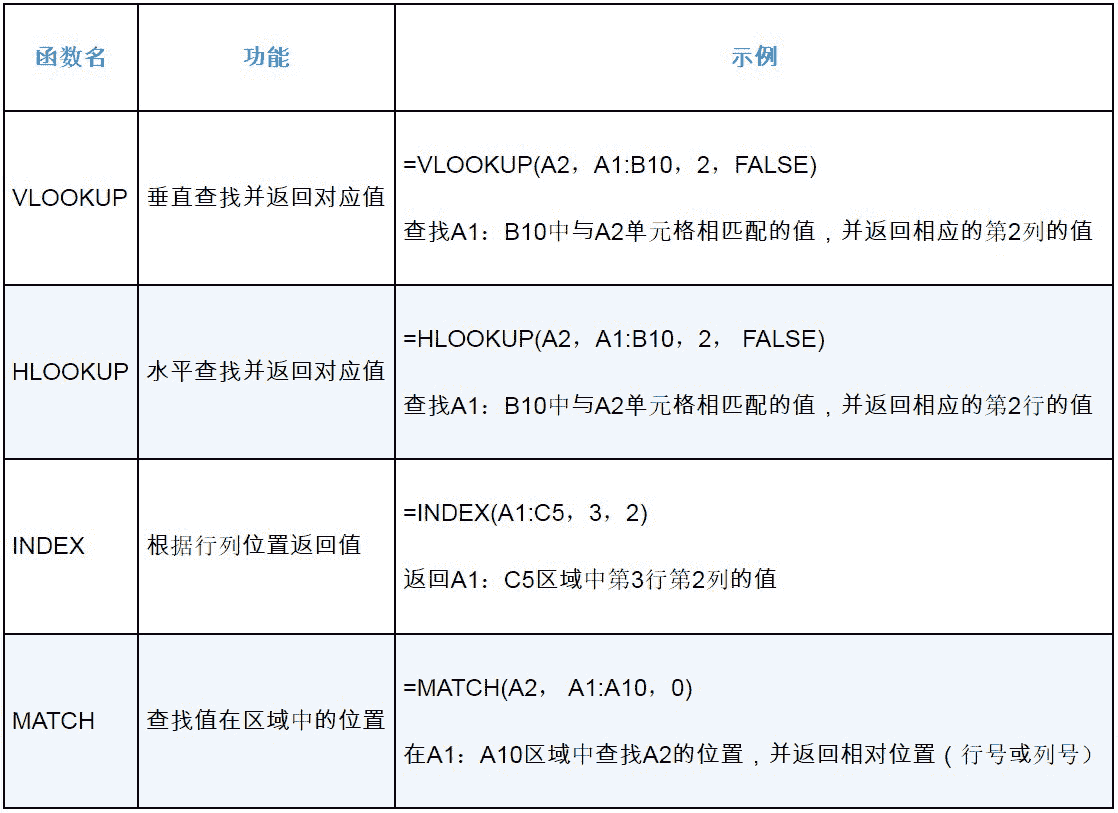 函数名
功能
示例
VLOOKUP
垂直查找并返回对应值
=VLOOKUP(A2，A1:B10，2，FALSE)
查找A1：B10中与A2单元格相匹配的值，并返回相应的第2列的值
HLOOKUP
水平查找并返回对应值
=HLOOKUP(A2，A1:B10，2， FALSE)
查找A1：B10中与A2单元格相匹配的值，并返回相应的第2行的值
INDEX
根据行列位置返回值
=INDEX(A1:C5，3，2)
返回A1：C5区域中第3行第2列的值
MATCH
查找值在区域中的位置
=MATCH(A2， A1:A10，0)
在A1：A10区域中查找A2的位置，并返回相对位置（行号或列号）